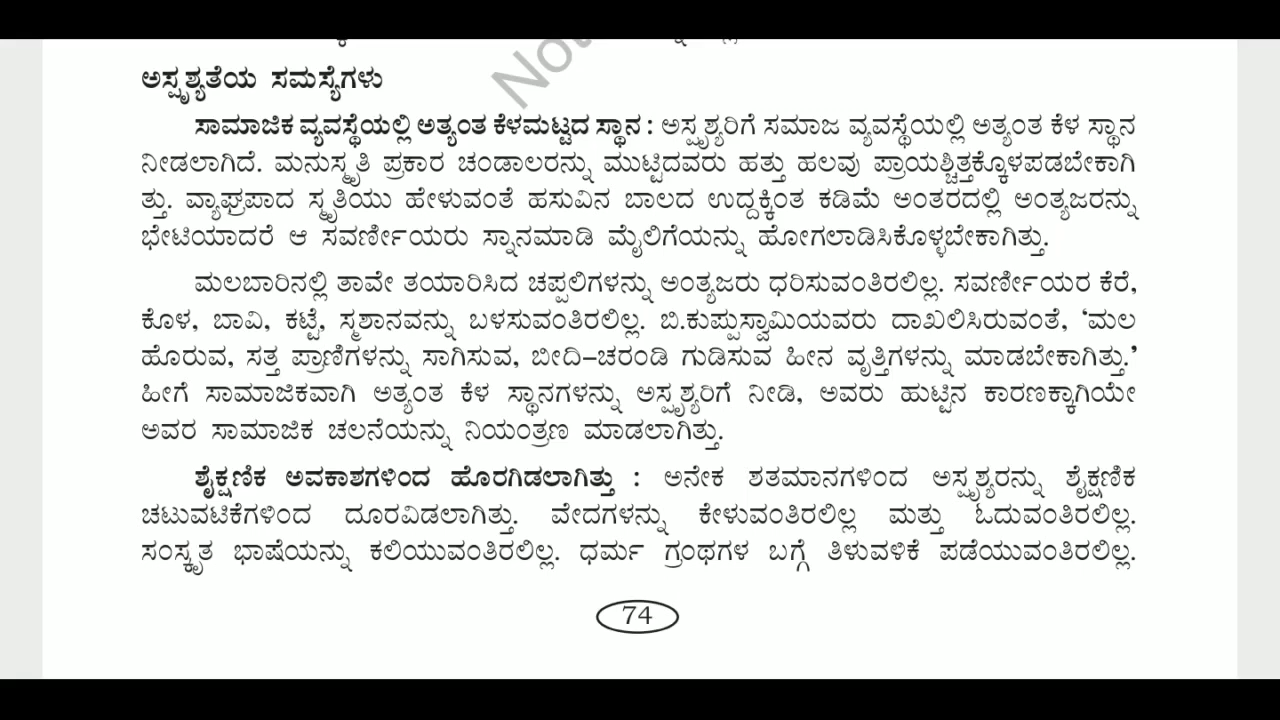 Not
ಅಸ್ಪೃಶ್ಯತೆಯ ಸಮಸ್ಯೆಗಳು
ಸಾಮಾಜಿಕ ವ್ಯವಸ್ಥೆಯಲ್ಲಿ ಅತ್ಯಂತ ಕೆಳಮಟ್ಟದ ಸ್ಥಾನ : ಅಸ್ಪೃಶ್ಯರಿಗೆ ಸಮಾಜ ವ್ಯವಸ್ಥೆಯಲ್ಲಿ ಅತ್ಯಂತ ಕೆಳ ಸ್ಥಾನ
ನೀಡಲಾಗಿದೆ. ಮನುಸ್ಮೃತಿ ಪ್ರಕಾರ ಚಂಡಾಲರನ್ನು ಮುಟ್ಟಿದವರು ಹತ್ತು ಹಲವು ಪ್ರಾಯಶ್ಚಿತ್ತಕ್ಕೊಳಪಡಬೇಕಾಗಿ
ತ್ತು. ವ್ಯಾಘ್ರಪಾದ ಸ್ಮೃತಿಯು ಹೇಳುವಂತೆ ಹಸುವಿನ ಬಾಲದ ಉದ್ದಕ್ಕಿಂತ ಕಡಿಮೆ ಅಂತರದಲ್ಲಿ ಅಂತ್ಯಜರನ್ನು
ಭೇಟಿಯಾದರೆ ಆ ಸವರ್ಣೀಯರು ಸ್ನಾನಮಾಡಿ ಮೈಲಿಗೆಯನ್ನು ಹೋಗಲಾಡಿಸಿಕೊಳ್ಳಬೇಕಾಗಿತ್ತು.
ಮಲಬಾರಿನಲ್ಲಿ ತಾವೇ ತಯಾರಿಸಿದ ಚಪ್ಪಲಿಗಳನ್ನು ಅಂತ್ಯಜರು ಧರಿಸುವಂತಿರಲಿಲ್ಲ. ಸವರ್ಣೀಯರ ಕೆರೆ,
ಕೊಳ, ಬಾವಿ, ಕಟ್ಟೆ, ಸ್ಮಶಾನವನ್ನು ಬಳಸುವಂತಿರಲಿಲ್ಲ. ಬಿ.ಕುಪ್ಪುಸ್ವಾಮಿಯವರು ದಾಖಲಿಸಿರುವಂತೆ, ‘ಮಲ
ಹೊರುವ, ಸತ್ತ ಪ್ರಾಣಿಗಳನ್ನು ಸಾಗಿಸುವ, ಬೀದಿ–ಚರಂಡಿ ಗುಡಿಸುವ ಹೀನ ವೃತ್ತಿಗಳನ್ನು ಮಾಡಬೇಕಾಗಿತ್ತು.’
ಹೀಗೆ ಸಾಮಾಜಿಕವಾಗಿ ಅತ್ಯಂತ ಕೆಳ ಸ್ಥಾನಗಳನ್ನು ಅಸ್ಪೃಶ್ಯರಿಗೆ ನೀಡಿ, ಅವರು ಹುಟ್ಟಿನ ಕಾರಣಕ್ಕಾಗಿಯೇ
ಅವರ ಸಾಮಾಜಿಕ ಚಲನೆಯನ್ನು ನಿಯಂತ್ರಣ ಮಾಡಲಾಗಿತ್ತು.
ಶೈಕ್ಷಣಿಕ ಅವಕಾಶಗಳಿಂದ ಹೊರಗಿಡಲಾಗಿತ್ತು : ಅನೇಕ ಶತಮಾನಗಳಿಂದ ಅಸ್ಪೃಶ್ಯರನ್ನು ಶೈಕ್ಷಣಿಕ
ಚಟುವಟಿಕೆಗಳಿಂದ ದೂರವಿಡಲಾಗಿತ್ತು. ವೇದಗಳನ್ನು ಕೇಳುವಂತಿರಲಿಲ್ಲ ಮತ್ತು ಓದುವಂತಿರಲಿಲ್ಲ.
ಸಂಸ್ಕೃತ ಭಾಷೆಯನ್ನು ಕಲಿಯುವಂತಿರಲಿಲ್ಲ. ಧರ್ಮ ಗ್ರಂಥಗಳ ಬಗ್ಗೆ ತಿಳುವಳಿಕೆ ಪಡೆಯುವಂತಿರಲಿಲ್ಲ.
74